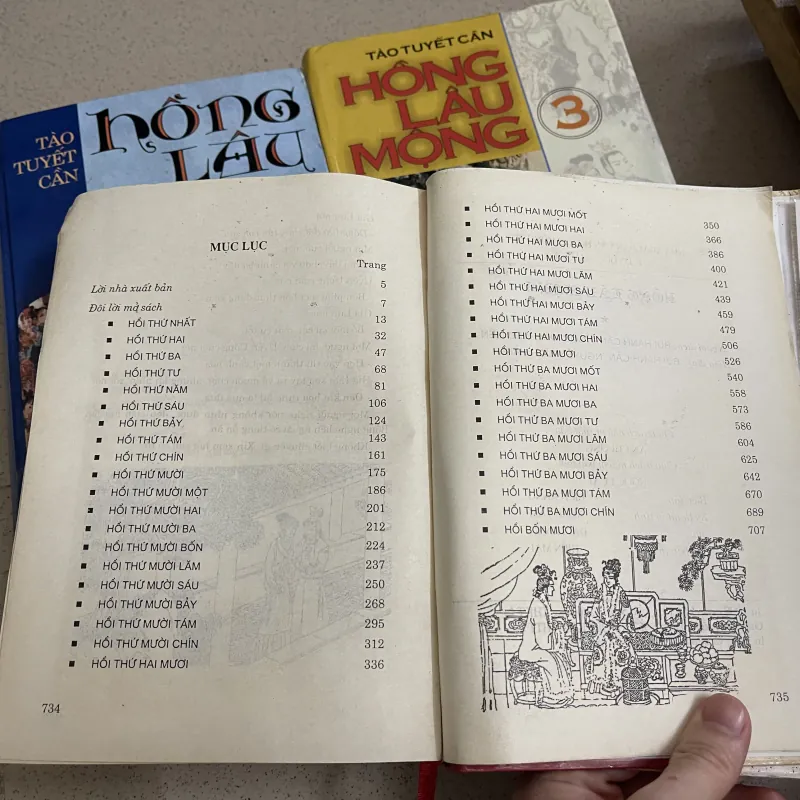 TÀO TUYẾT CẦN
HỒNG
LÂU
MỘNG
3
TÀO
TUYẾT
CẦN
HỒNG
LÂU
MỤC LỤC
Trang
Lời nhà xuất bản 5
Đôi lời mở sách 7
▪ HỒI THỨ NHẤT 13
▪ HỒI THỨ HAI 32
▪ HỒI THỨ BA 47
▪ HỒI THỨ TƯ 68
▪ HỒI THỨ NĂM 81
▪ HỒI THỨ SÁU 106
▪ HỒI THỨ BẢY 124
▪ HỒI THỨ TÁM 143
▪ HỒI THỨ CHÍN 161
▪ HỒI THỨ MƯỜI 175
▪ HỒI THỨ MƯỜI MỘT 186
▪ HỒI THỨ MƯỜI HAI 201
▪ HỒI THỨ MƯỜI BA 212
▪ HỒI THỨ MƯỜI BỐN 224
▪ HỒI THỨ MƯỜI LĂM 237
▪ HỒI THỨ MƯỜI SÁU 250
▪ HỒI THỨ MƯỜI BẢY 268
▪ HỒI THỨ MƯỜI TÁM 295
▪ HỒI THỨ MƯỜI CHÍN 312
▪ HỒI THỨ HAI MƯƠI 336
734
▪ HỒI THỨ HAI MƯƠI MỐT 350
▪ HỒI THỨ HAI MƯƠI HAI 366
▪ HỒI THỨ HAI MƯƠI BA 386
▪ HỒI THỨ HAI MƯƠI TƯ 400
▪ HỒI THỨ HAI MƯƠI LĂM 421
▪ HỒI THỨ HAI MƯƠI SÁU 439
▪ HỒI THỨ HAI MƯƠI BẢY 459
▪ HỒI THỨ HAI MƯƠI TÁM 479
▪ HỒI THỨ HAI MƯƠI CHÍN 506
▪ HỒI THỨ BA MƯƠI 526
▪ HỒI THỨ BA MƯƠI MỐT 540
▪ HỒI THỨ BA MƯƠI HAI 558
▪ HỒI THỨ BA MƯƠI BA 573
▪ HỒI THỨ BA MƯƠI TƯ 586
▪ HỒI THỨ BA MƯƠI LĂM 604
▪ HỒI THỨ BA MƯƠI SÁU 625
▪ HỒI THỨ BA MƯƠI BẢY 642
▪ HỒI THỨ BA MƯƠI TÁM 670
▪ HỒI THỨ BA MƯƠI CHÍN 689
▪ HỒI BỐN MƯƠI 707
735